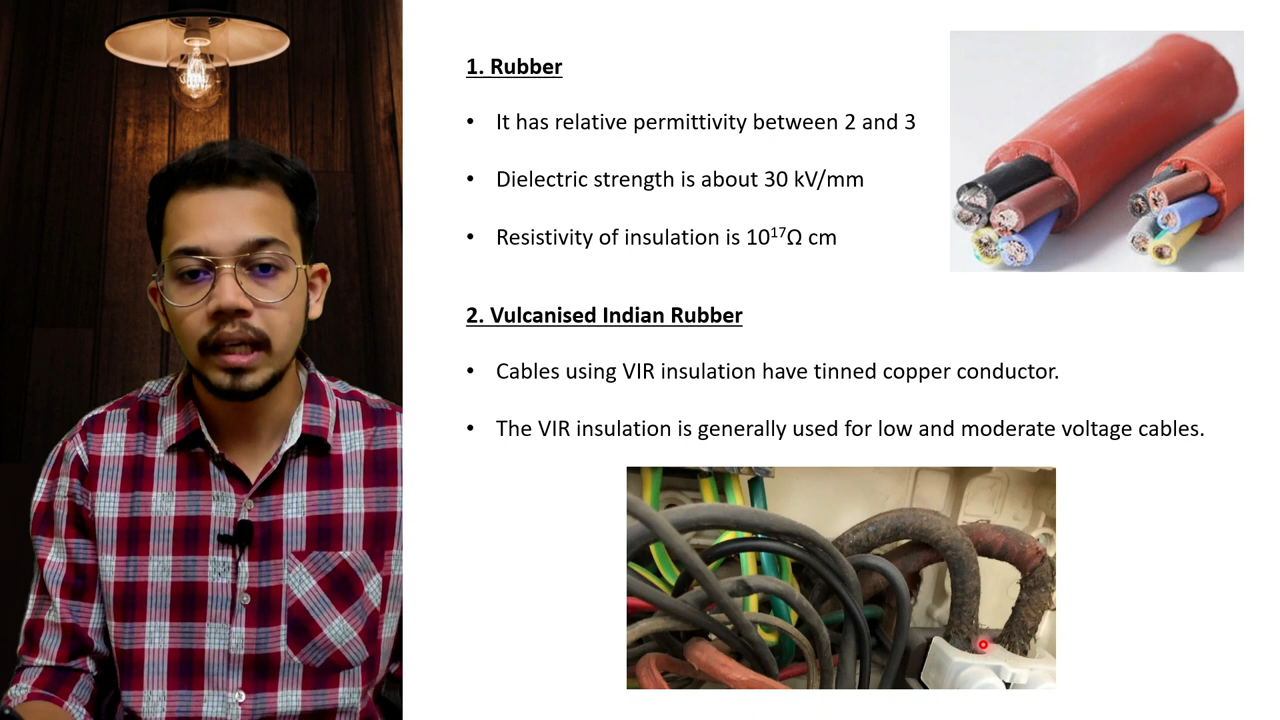 1. Rubber
• It has relative permittivity between 2 and 3
• Dielectric strength is about 30 kV/mm
• Resistivity of insulation is 10¹⁷Ω cm
2. Vulcanised Indian Rubber
• Cables using VIR insulation have tinned copper conductor.
• The VIR insulation is generally used for low and moderate voltage cables.